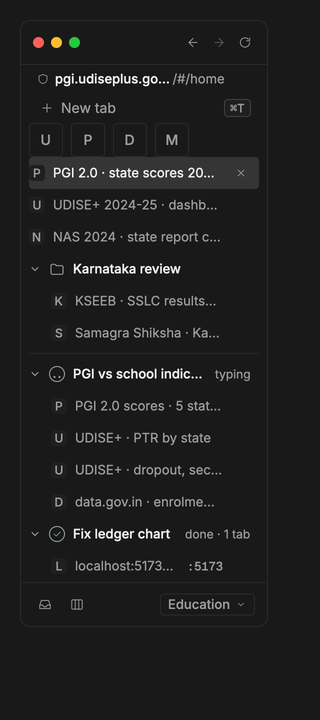 pgi.udiseplus.go... /#/home
New tab ⌘T
U P D M
P PGI 2.0 · state scores 20...
U UDISE+ 2024-25 · dashb...
N NAS 2024 · state report c...
Karnataka review
K KSEEB · SSLC results...
S Samagra Shiksha · Ka...
PGI vs school indic... typing
P PGI 2.0 scores · 5 stat...
U UDISE+ · PTR by state
U UDISE+ · dropout, sec...
D data.gov.in · enrolme...
Fix ledger chart done · 1 tab
L localhost:5173... :5173
Education